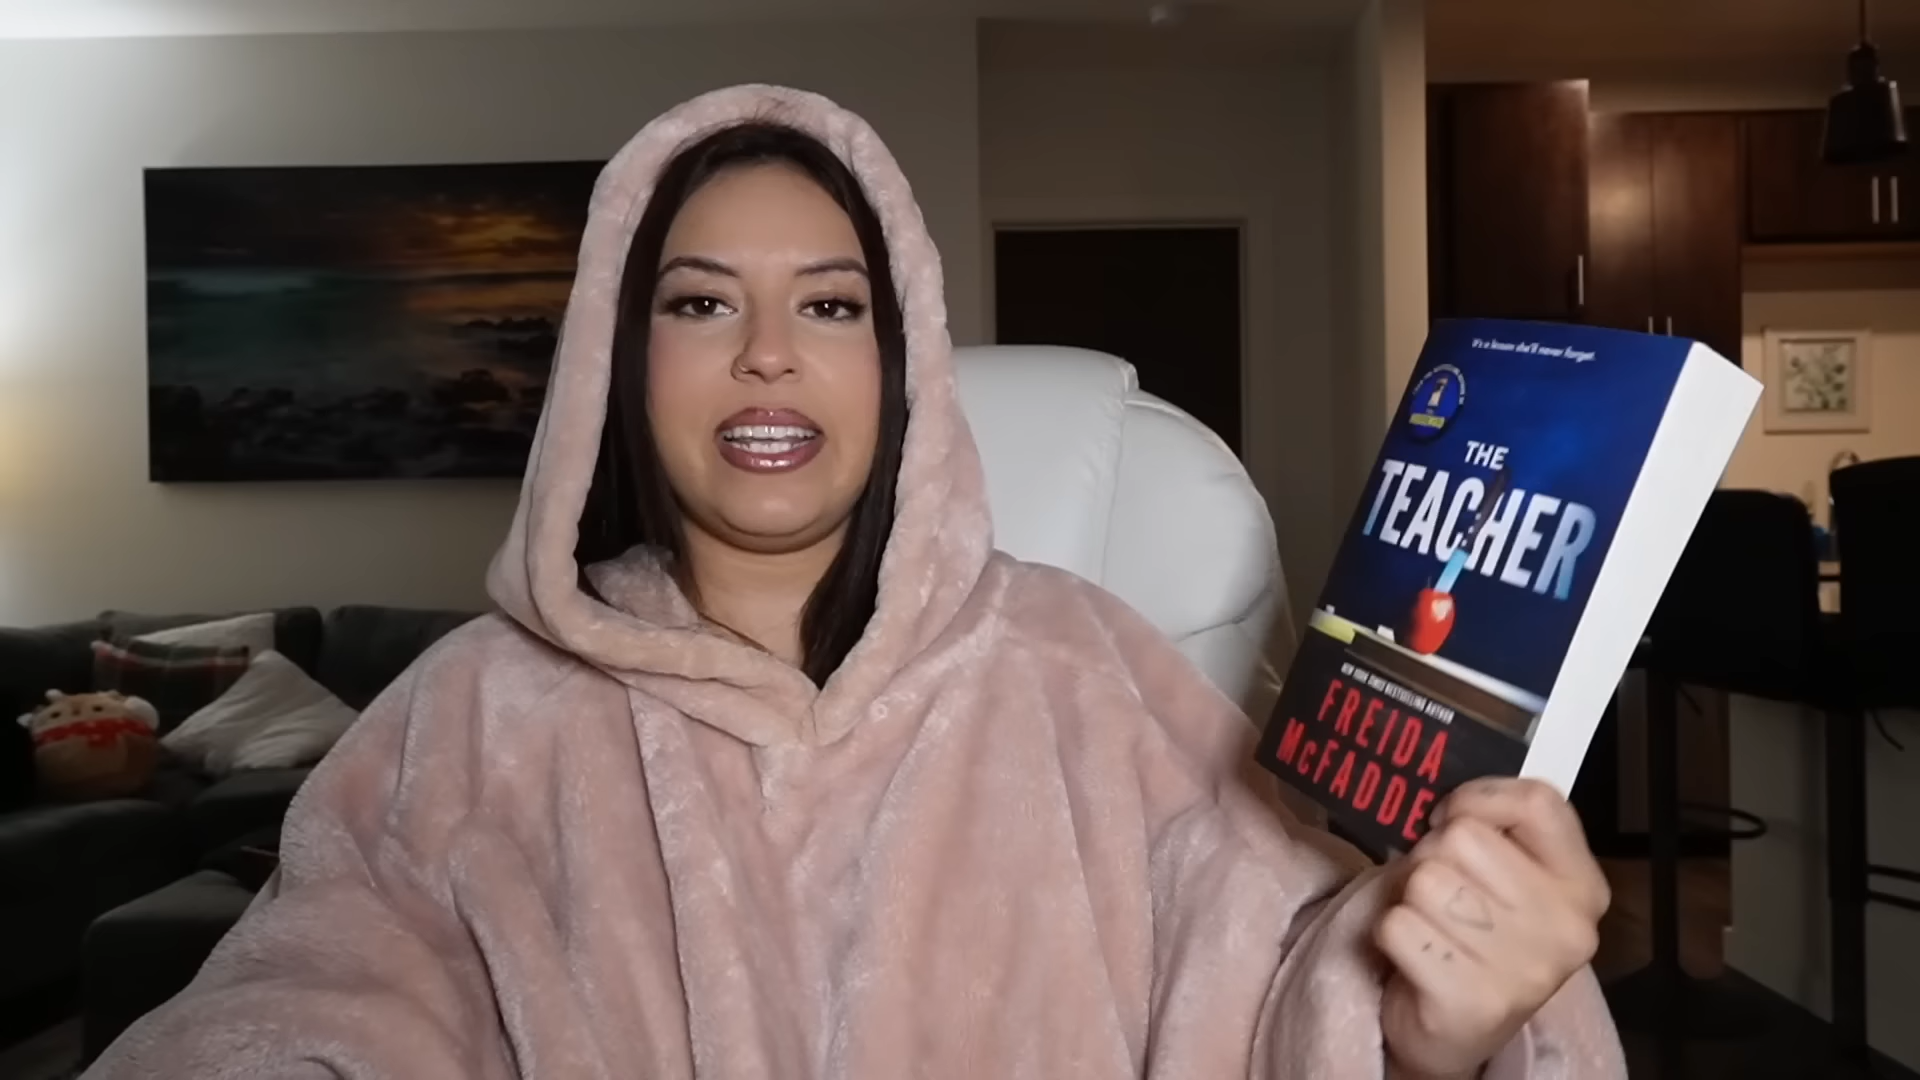 It's a lesson she'll never forget.
THE
TEACHER
NEW YORK TIMES BESTSELLING AUTHOR
FREIDA
McFADDE